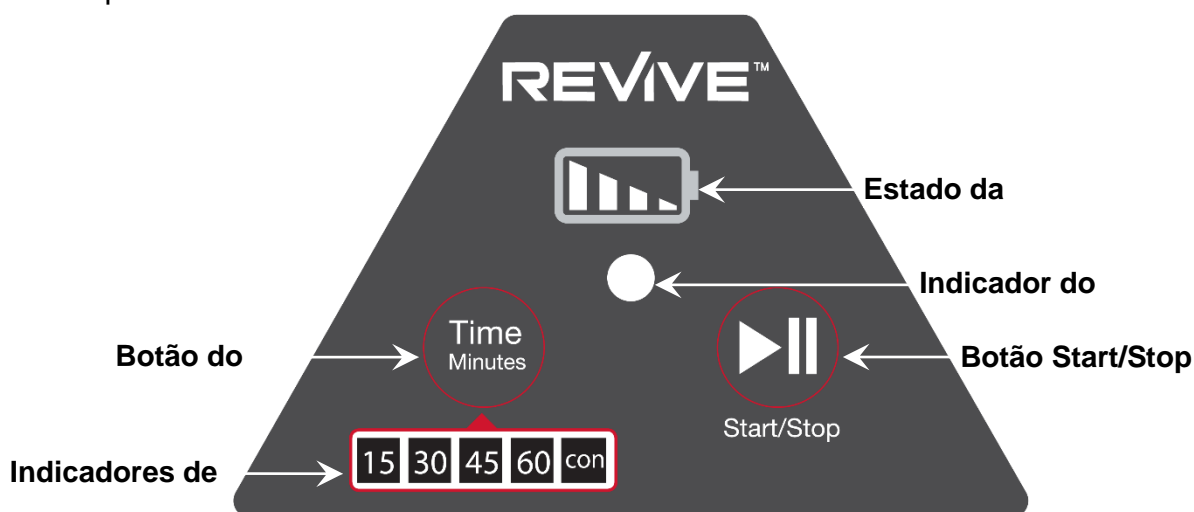 REVIVE™
Estado da
Indicador do
Time
Minutes
Botão do
Botão Start/Stop
Start/Stop
15 30 45 60 con
Indicadores de